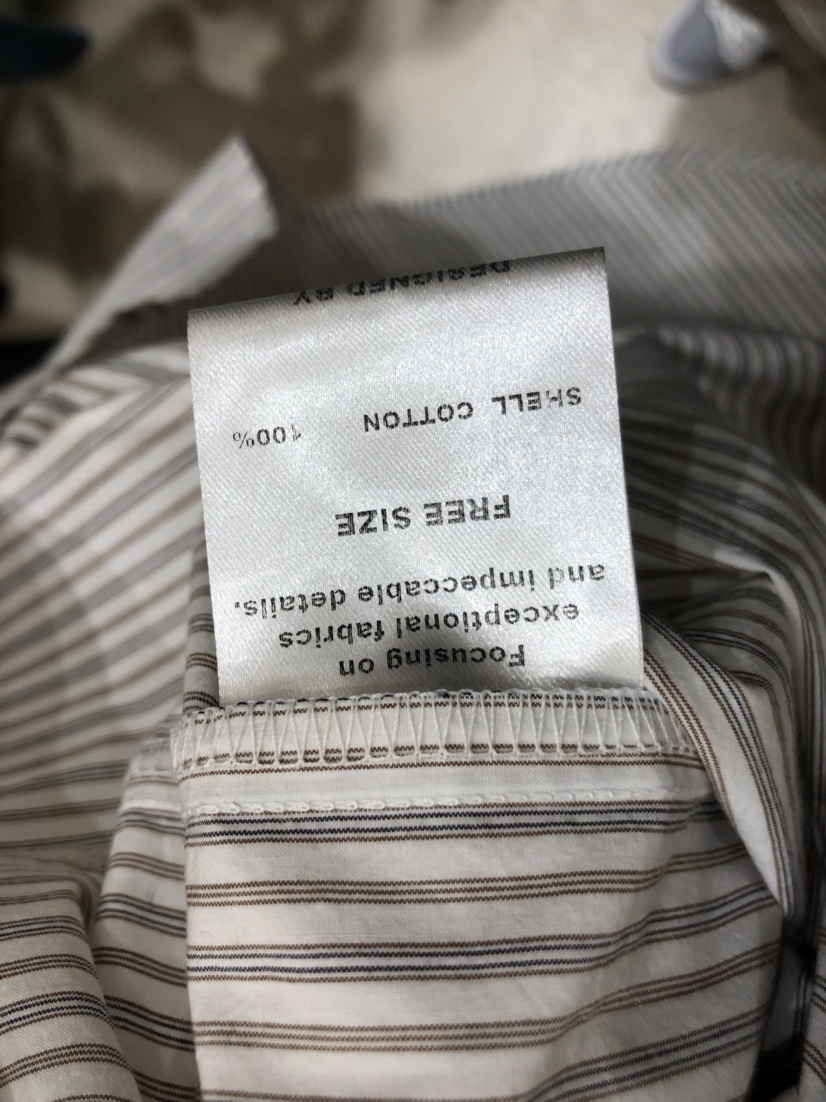 Focusing on
exceptional fabrics
and impeccable details.
FREE SIZE
SHELL COTTON 100%
DESIGNED BY